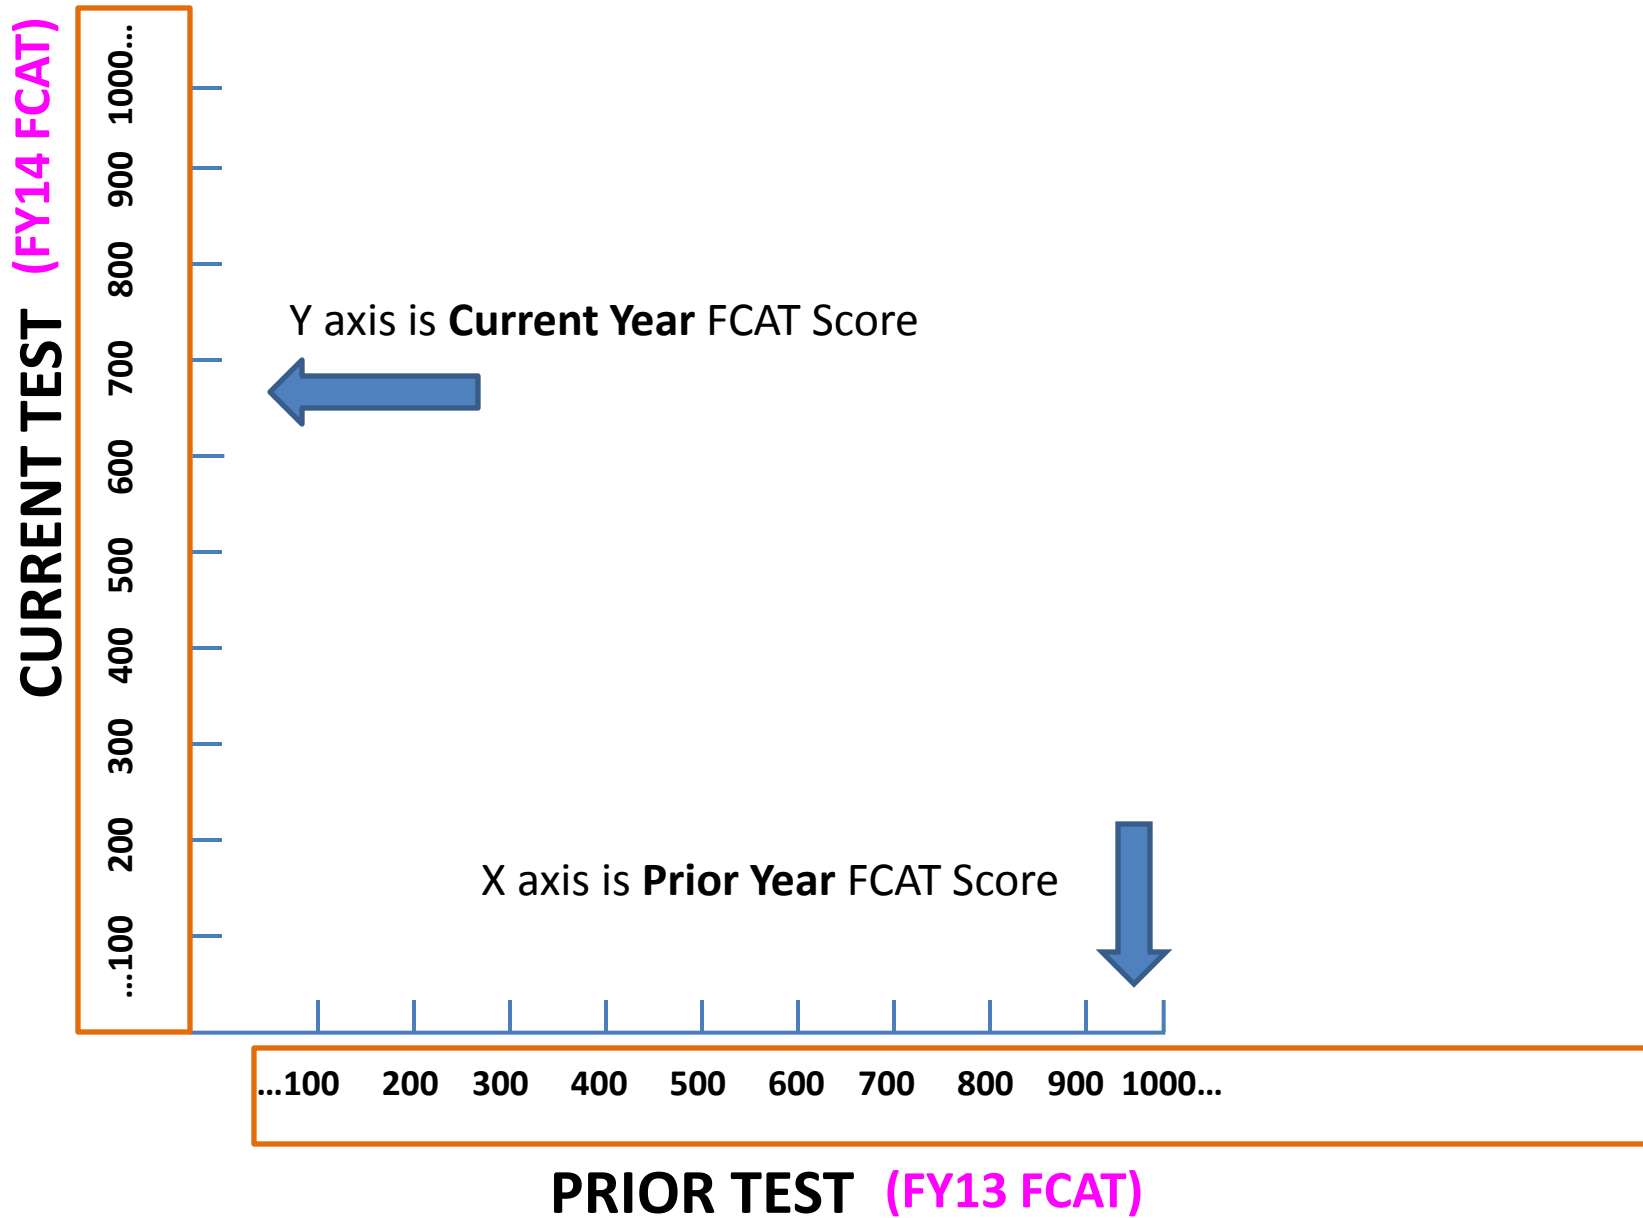 CURRENT TEST (FY14 FCAT)
1000...
900
800
700
600
500
400
300
200
....100
Y axis is Current Year FCAT Score
X axis is Prior Year FCAT Score
...100 200 300 400 500 600 700 800 900 1000...
PRIOR TEST (FY13 FCAT)